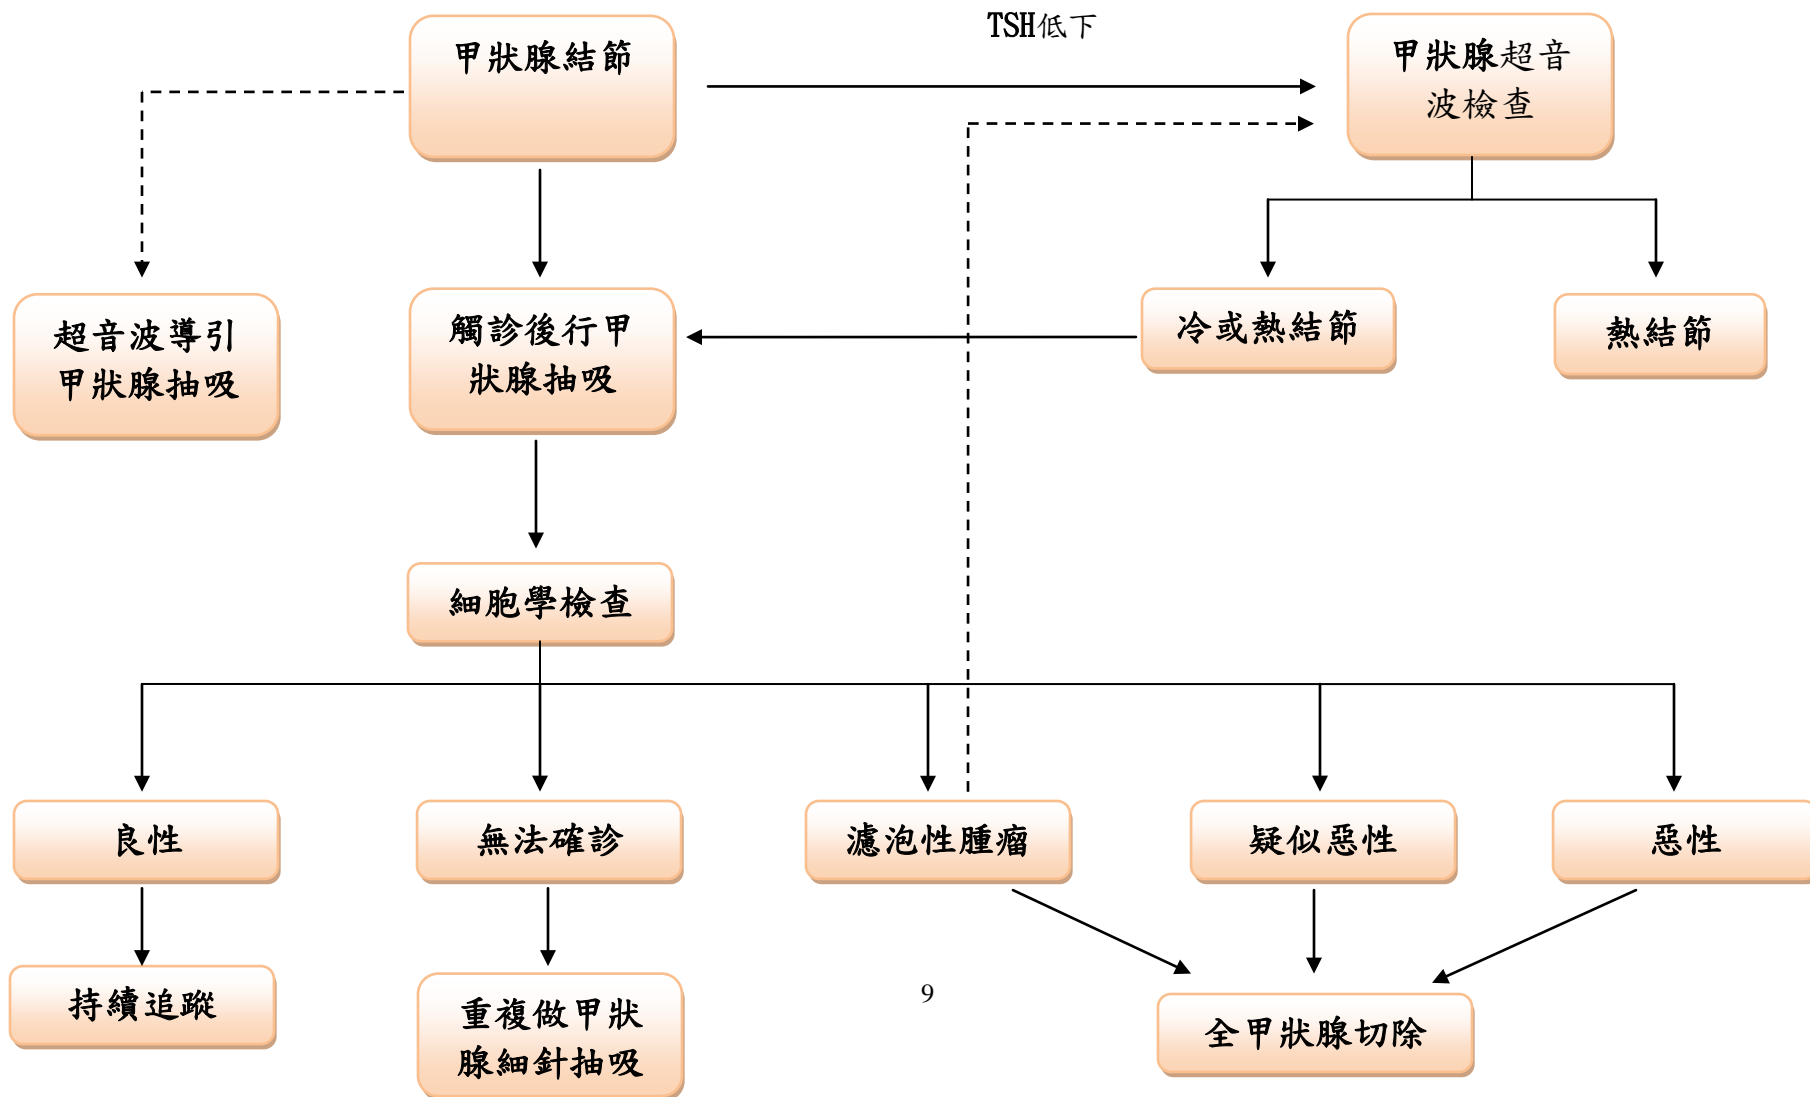 甲狀腺結節
TSH低下
甲狀腺超音
波檢查
超音波導引
甲狀腺抽吸
觸診後行甲
狀腺抽吸
冷或熱結節
熱結節
細胞學檢查
良性
無法確診
濾泡性腫瘤
疑似惡性
惡性
持續追蹤
重複做甲狀
腺細針抽吸
9
全甲狀腺切除